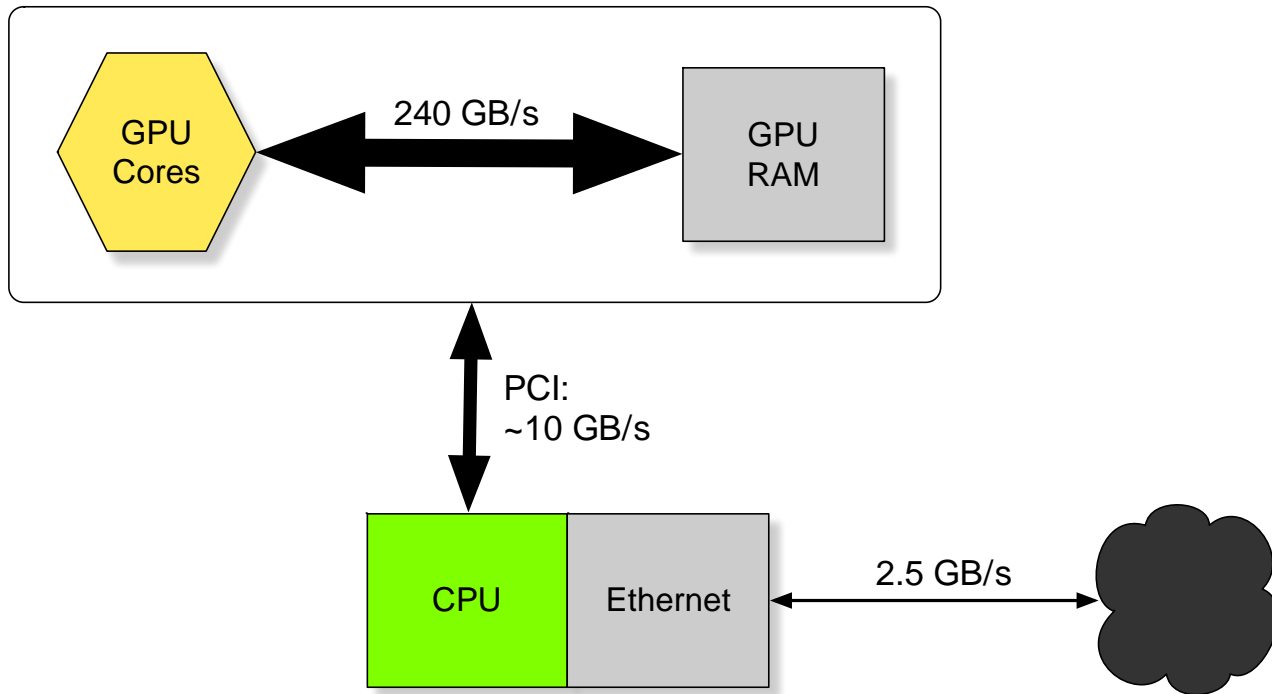 GPU
Cores
240 GB/s
GPU
RAM
PCI:
~10 GB/s
CPU
Ethernet
2.5 GB/s